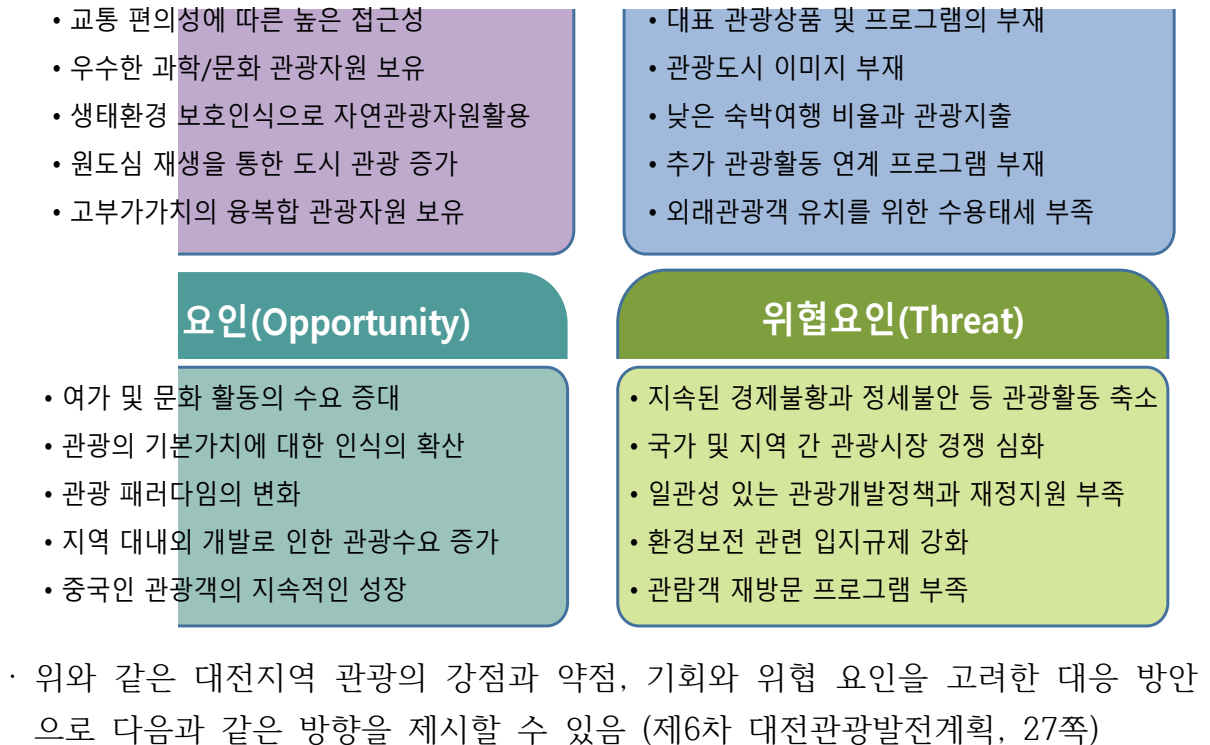 • 교통 편의성에 따른 높은 접근성
• 우수한 과학/문화 관광자원 보유
• 생태환경 보호인식으로 자연관광자원활용
• 원도심 재생을 통한 도시 관광 증가
• 고부가가치의 융복합 관광자원 보유
• 대표 관광상품 및 프로그램의 부재
• 관광도시 이미지 부재
• 낮은 숙박여행 비율과 관광지출
• 추가 관광활동 연계 프로그램 부재
• 외래관광객 유치를 위한 수용태세 부족
요인(Opportunity)
• 여가 및 문화 활동의 수요 증대
• 관광의 기본가치에 대한 인식의 확산
• 관광 패러다임의 변화
• 지역 대내외 개발로 인한 관광수요 증가
• 중국인 관광객의 지속적인 성장
위협요인(Threat)
• 지속된 경제불황과 정세불안 등 관광활동 축소
• 국가 및 지역 간 관광시장 경쟁 심화
• 일관성 있는 관광개발정책과 재정지원 부족
• 환경보전 관련 입지규제 강화
• 관람객 재방문 프로그램 부족
· 위와 같은 대전지역 관광의 강점과 약점, 기회와 위협 요인을 고려한 대응 방안
으로 다음과 같은 방향을 제시할 수 있음 (제6차 대전관광발전계획, 27쪽)